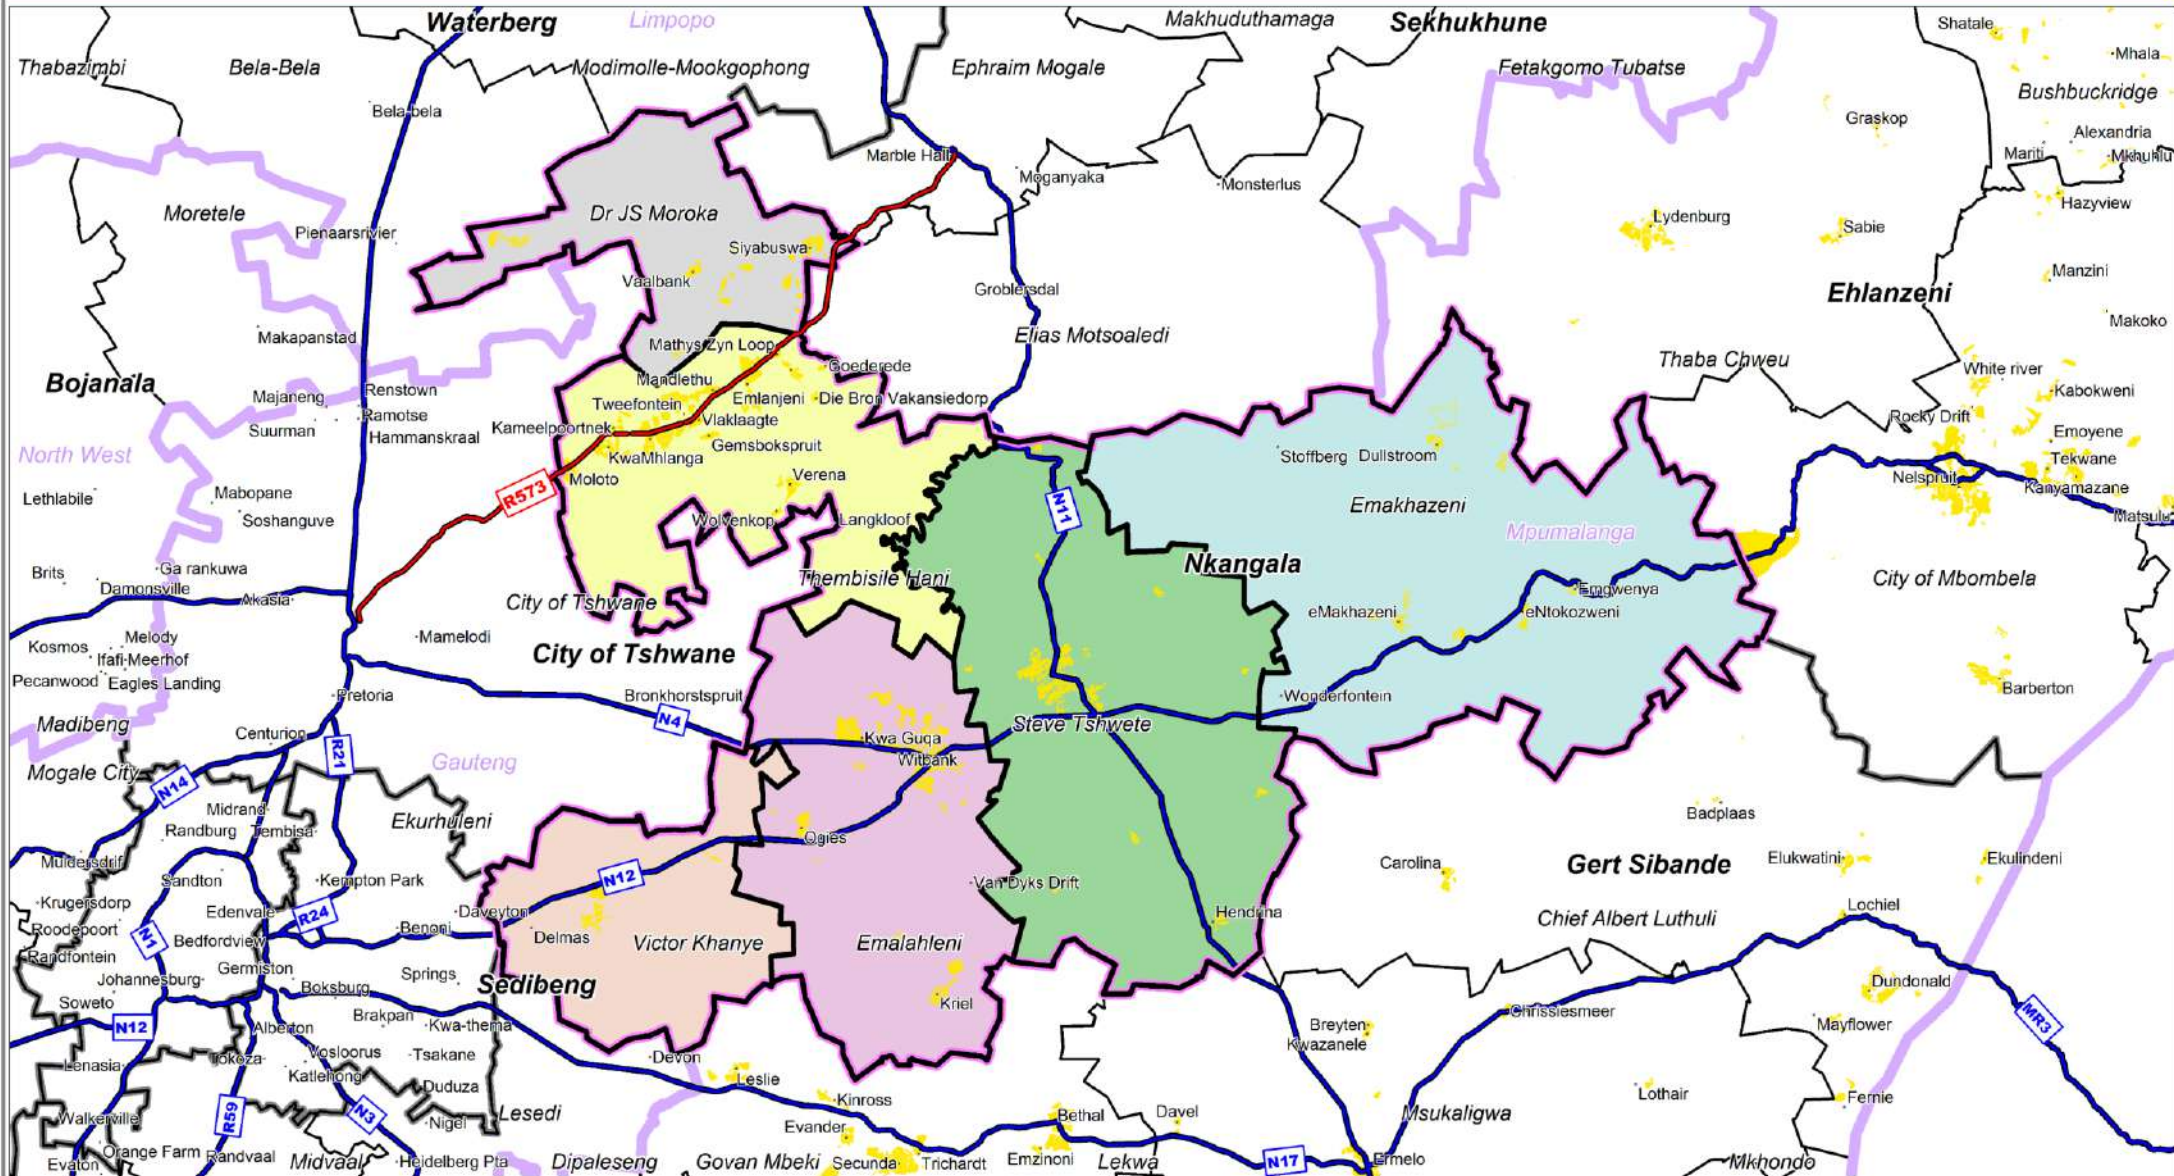 Waterberg
Limpopo
Makhuduthamaga
Sekhukhune
Shatale
Thabazimbi
Bela-Bela
Modimolle-Mookgophong
Ephraim Mogale
Fetakgomo Tubatse
Mhala
Bushbuckridge
Bela-bela
Graskop
Alexandria
Marble Hall
Mariti
Mkhuhlu
Moganyaka
Monsterlus
Moretele
Dr JS Moroka
Lydenburg
Sabie
Hazyview
Pienaarsrivier
Siyabuswa
Vaalbank
Manzini
Groblersdal
Ehlanzeni
Makapanstad
Elias Motsoaledi
Makoko
Mathys Zyn Loop
Thaba Chweu
Goederede
White river
Bojanala
Mandlethu
Renstown
Majaneng
Emlanjeni
Die Bron
Vakansiedorp
Kabokweni
Tweefontein
Ramotse
Rocky Drift
Suurman
Hammanskraal
Kameelpoortnek
Vlaklaagte
Gemsbokspruit
Emoyene
North West
KwaMhlanga
Stoffberg
Dullstroom
Tekwane
Moloto
Verena
Nelspruit
Kanyamazane
Lethlabile
Mabopane
R573
N11
Emakhazeni
Matsulu
Soshanguve
Wolvenkop
Langkloof
Mpumalanga
Nkangala
Brits
Ga rankuwa
Damonsville
Akasia
Thembisile Hani
City of Mbombela
Emgwenya
City of Tshwane
eMakhazeni
eNtokozweni
Kosmos
Melody
Mamelodi
Ifafi-Meerhof
City of Tshwane
Pecanwood
Eagles Landing
Pretoria
Bronkhorstspruit
Wonderfontein
Barberton
Madibeng
N4
Steve Tshwete
Centurion
R21
Kwa Guqa
Gauteng
Witbank
Mogale City
N14
Midrand
Ekurhuleni
Randburg
Tembisa
Ogies
Badplaas
Muldersdrif
Carolina
Gert Sibande
Elukwatini
Ekulindeni
Sandton
Kempton Park
N12
Van Dyks Drift
Krugersdorp
Edenvale
R24
Daveyton
Hendrina
Chief Albert Luthuli
Lochiel
Roodepoort
N1
Bedfordview
Benoni
Delmas
Victor Khanye
Emalahleni
Randfontein
Germiston
Springs
Johannesburg
Sedibeng
Dundonald
Soweto
Boksburg
Kriel
Brakpan
Kwa-thema
Chrissiesmeer
N12
Alberton
Breyten
Mayflower
MR3
Kwazanele
Lenasia
Tokoza
Vosloorus
Tsakane
Devon
Katlehong
Duduza
Leslie
Lothair
Fernie
Walkerville
R59
N3
Nigel
Lesedi
Kinross
Bethal
Davel
Msukaligwa
Evander
Orange Farm
Randvaal
Evaton
Midvaal
Heidelberg Pta
Dipaleseng
Govan Mbeki
Secunda
Trichardt
Emzinoni
Lekwa
N17
Ermelo
Mkhondo